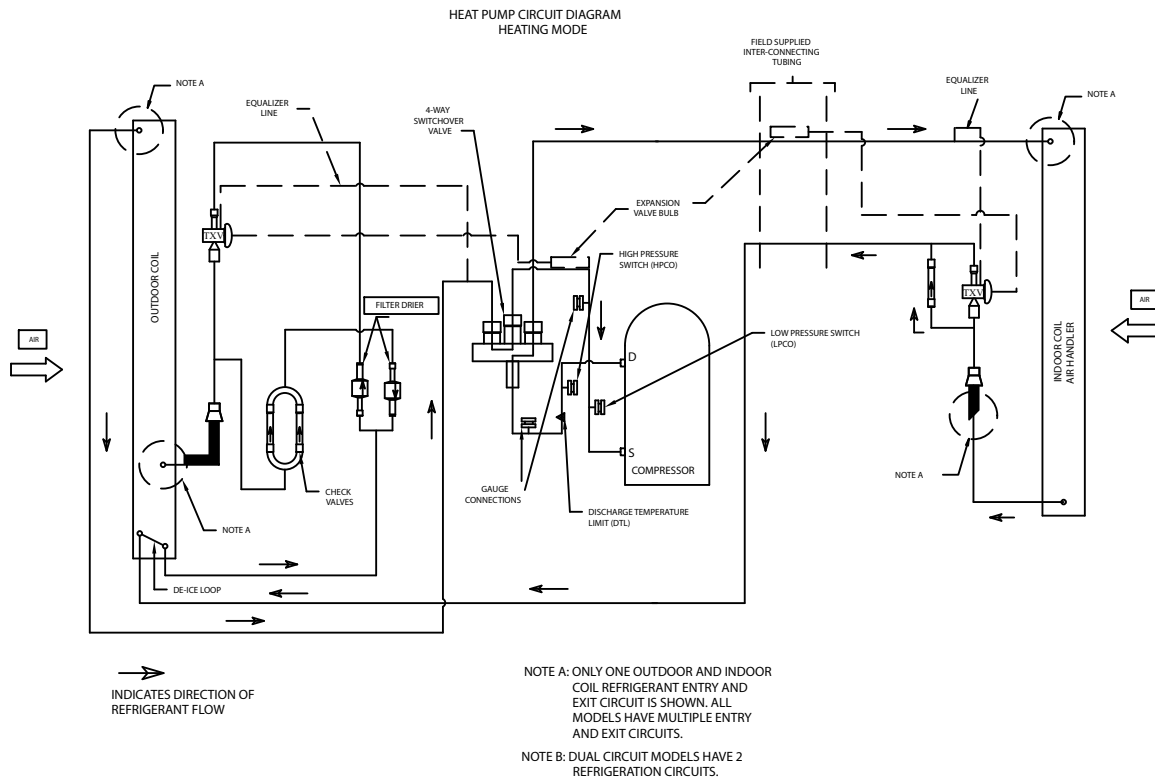 HEAT PUMP CIRCUIT DIAGRAM
HEATING MODE
FIELD SUPPLIED
INTER-CONNECTING
TUBING
NOTE A
EQUALIZER
LINE
4-WAY
SWITCHOVER
VALVE
EQUALIZER
LINE
NOTE A
EXPANSION
VALVE BULB
HIGH PRESSURE
SWITCH (HPCO)
TXV
OUTDOOR COIL
FILTER DRIER
TXV
AIR
AIR
LOW PRESSURE SWITCH
(LPCO)
INDOOR COIL
AIR HANDLER
D
S
COMPRESSOR
GAUGE
CONNECTIONS
CHECK
VALVES
NOTE A
DISCHARGE TEMPERATURE
LIMIT (DTL)
NOTE A
DE-ICE LOOP
INDICATES DIRECTION OF
REFRIGERANT FLOW
NOTE A: ONLY ONE OUTDOOR AND INDOOR
COIL REFRIGERANT ENTRY AND
EXIT CIRCUIT IS SHOWN. ALL
MODELS HAVE MULTIPLE ENTRY
AND EXIT CIRCUITS.
NOTE B: DUAL CIRCUIT MODELS HAVE 2
REFRIGERATION CIRCUITS.